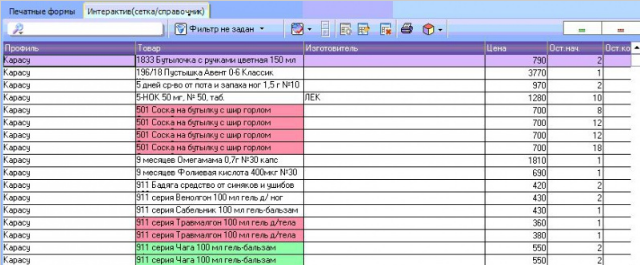 Печатные формы Интерактив(сетка/справочник)
Фильтр не задан
Профиль Товар Изготовитель Цена Ост.нач. Ост.ко
Карасу 1833 Бутылочка с ручками цветная 150 мл 790 2
Карасу 196/18 Пустышка Авент 0-6 Классик 3770 1
Карасу 5 дней ср-во от пота и запаха ног 1,5 г №10 970 2
Карасу 5-НОК 50 мг, № 50, таб. ЛЕК 1280 10
Карасу 501 Соска на бутылку с шир горлом 700 8
Карасу 501 Соска на бутылку с шир горлом 700 12
Карасу 501 Соска на бутылку с шир горлом 700 12
Карасу 501 Соска на бутылку с шир горлом 700 18
Карасу 9 месяцев Омегамама 0,7г №30 капс 1810 1
Карасу 9 месяцев Фолиевая кислота 400мкг №30 690 1
Карасу 911 Бадяга средство от синяков и ушибов 420 2
Карасу 911 серия Венолгон 100 мл гель д/ ног 430 2
Карасу 911 серия Сабельник 100 мл гель-бальзам 430 1
Карасу 911 серия Травмалгон 100 мл гель д/тела 360 1
Карасу 911 серия Травмалгон 100 мл гель д/тела 380 1
Карасу 911 серия Чага 100 мл гель-бальзам 550 2
Карасу 911 серия Чага 100 мл гель-бальзам 550 2